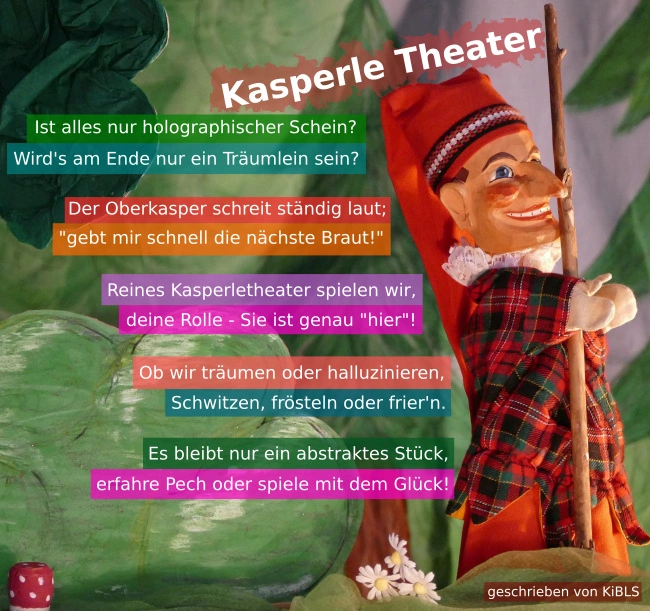 Kasperle Theater
Ist alles nur holographischer Schein?
Wird's am Ende nur ein Träumlein sein?
Der Oberkasper schreit ständig laut;
"gebt mir schnell die nächste Braut!"
Reines Kasperletheater spielen wir,
deine Rolle - Sie ist genau "hier"!
Ob wir träumen oder halluzinieren,
Schwitzen, frösteln oder frier'n.
Es bleibt nur ein abstraktes Stück,
erfahre Pech oder spiele mit dem Glück!
geschrieben von KiBLS